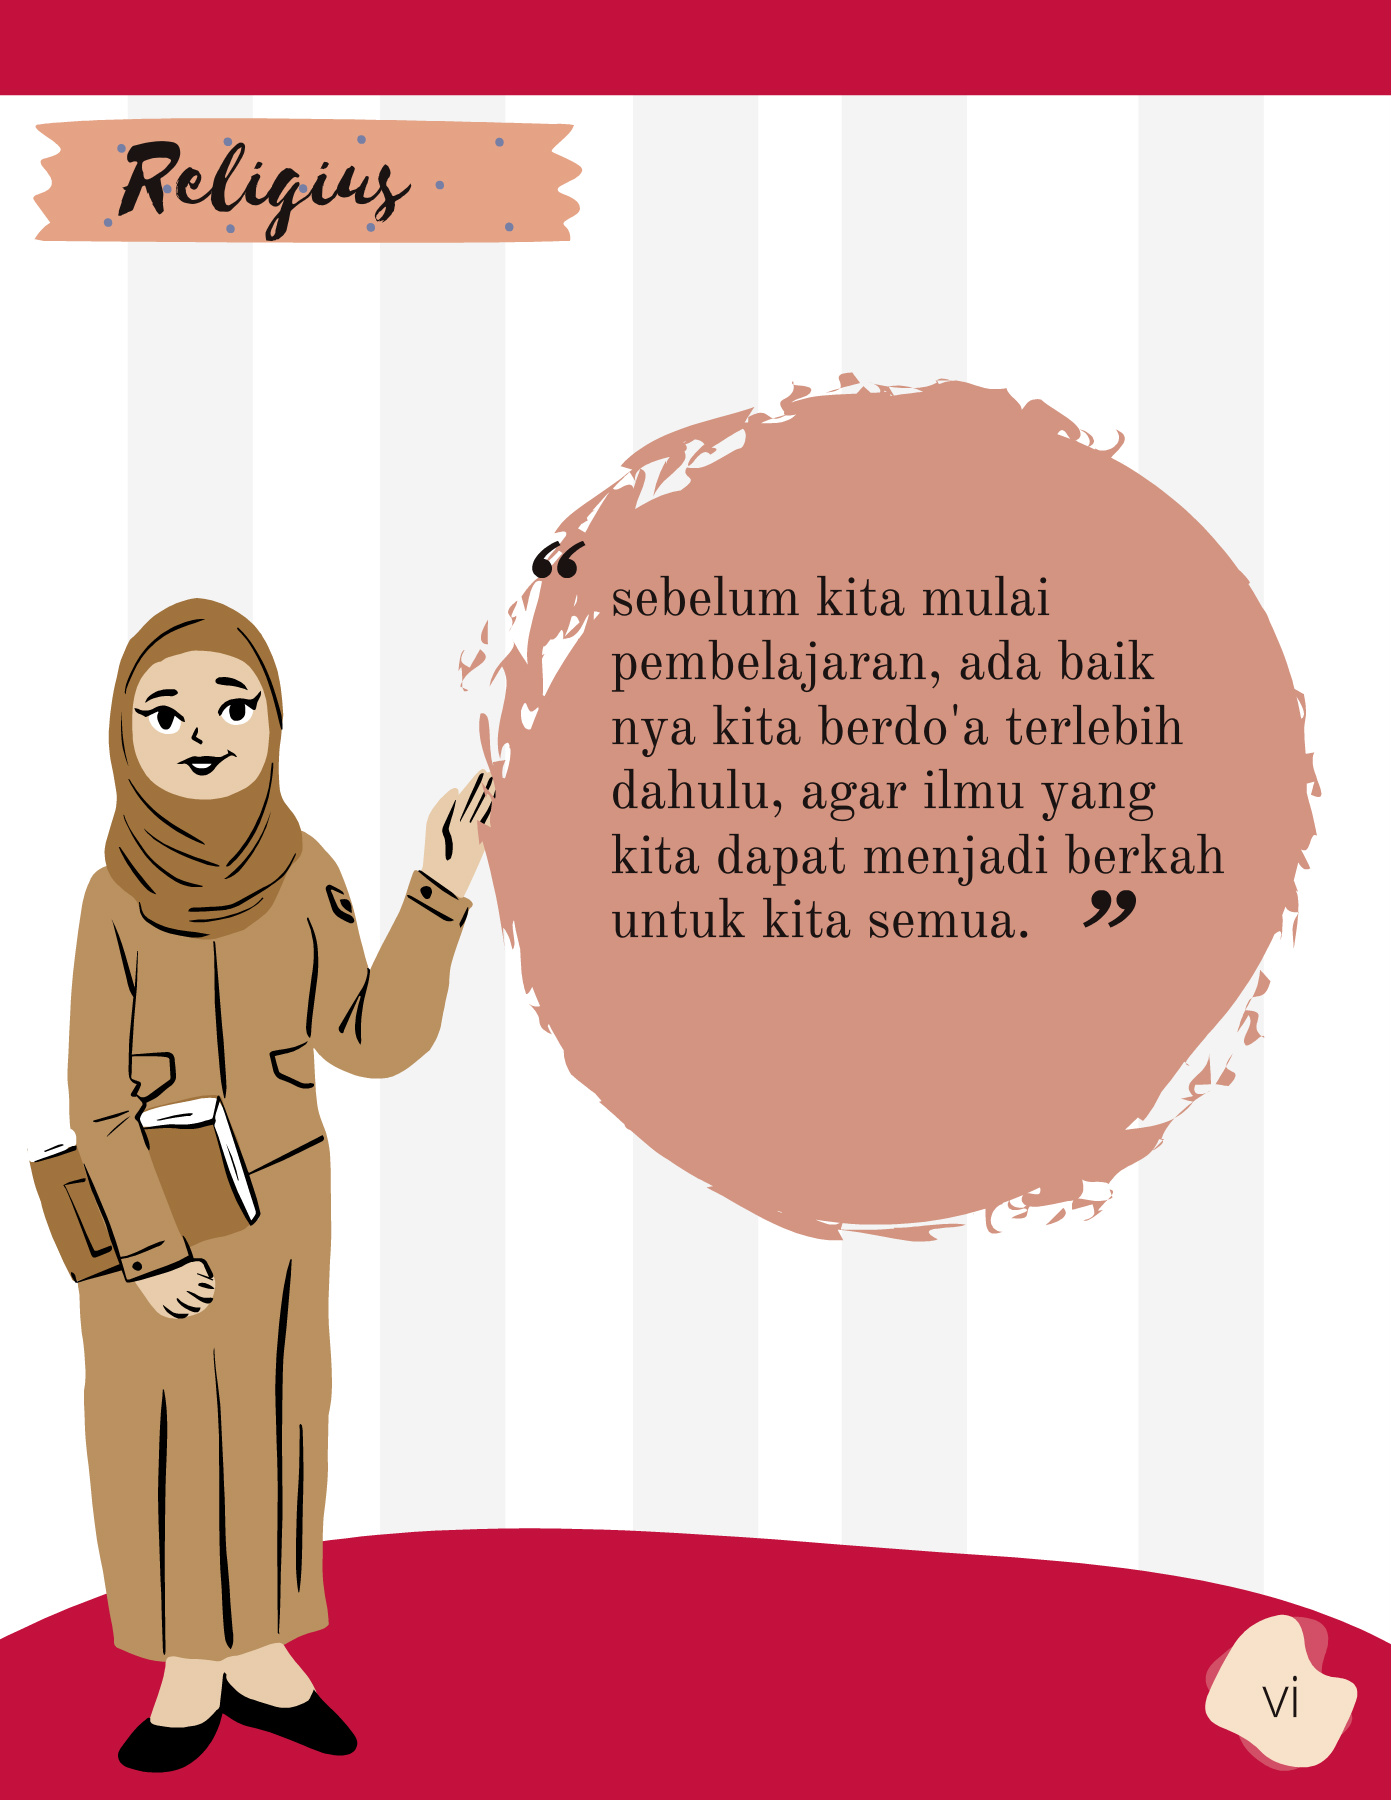 Religius
“ sebelum kita mulai
pembelajaran, ada baik
nya kita berdo'a terlebih
dahulu, agar ilmu yang
kita dapat menjadi berkah
untuk kita semua. ”
vi